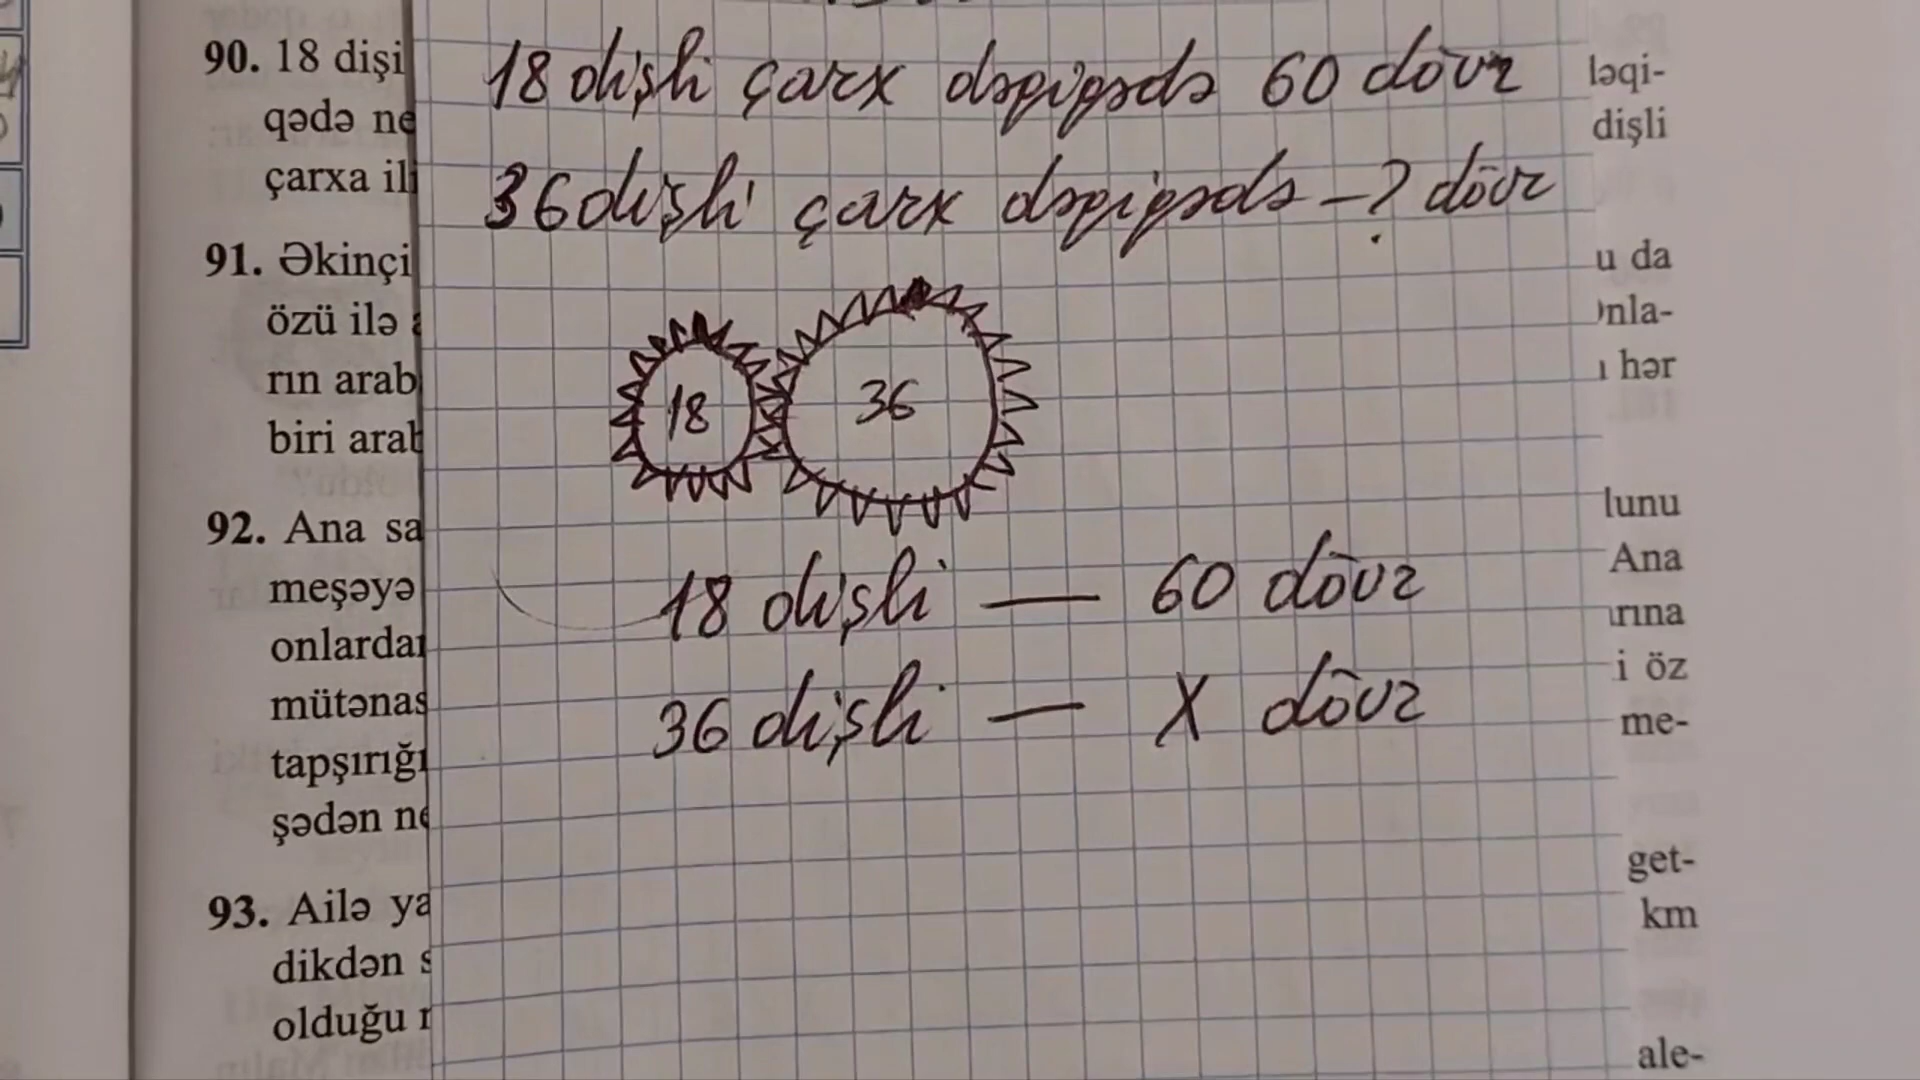 90. 18 dişi
qədə ne
çarxa ili
91. Əkinçi
özü ilə
rın arab
biri arab
92. Ana sa
meşəyə
onlardan
mütənas
tapşırığı
şədən ne
93. Ailə ya
dikdən s
olduğu
18 dişli çarx dəqiqədə 60 dövr
36 dişli çarx dəqiqədə – ? dövr
18 36
18 dişli — 60 dövr
36 dişli — X dövr
ləqi-
dişli
u da
nla-
ı hər
lunu
Ana
rına
i öz
me-
get-
km
ale-